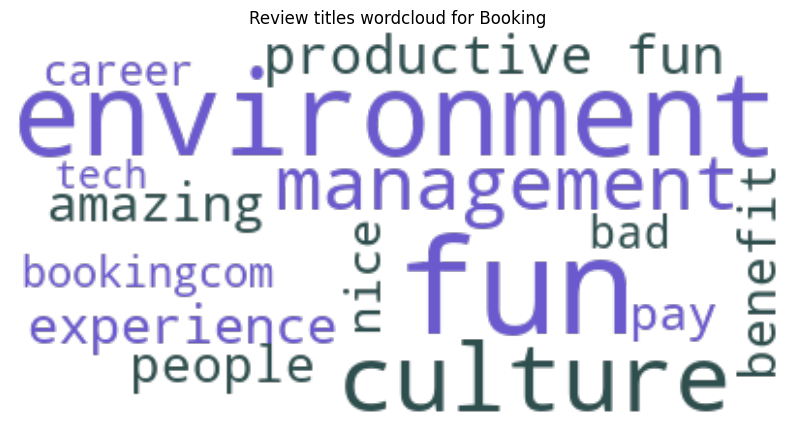 Review titles wordcloud for Booking
productive fun
career
environment
tech
management
amazing
benefit
nice
bad
fun
bookingcom
pay
experience
people
culture